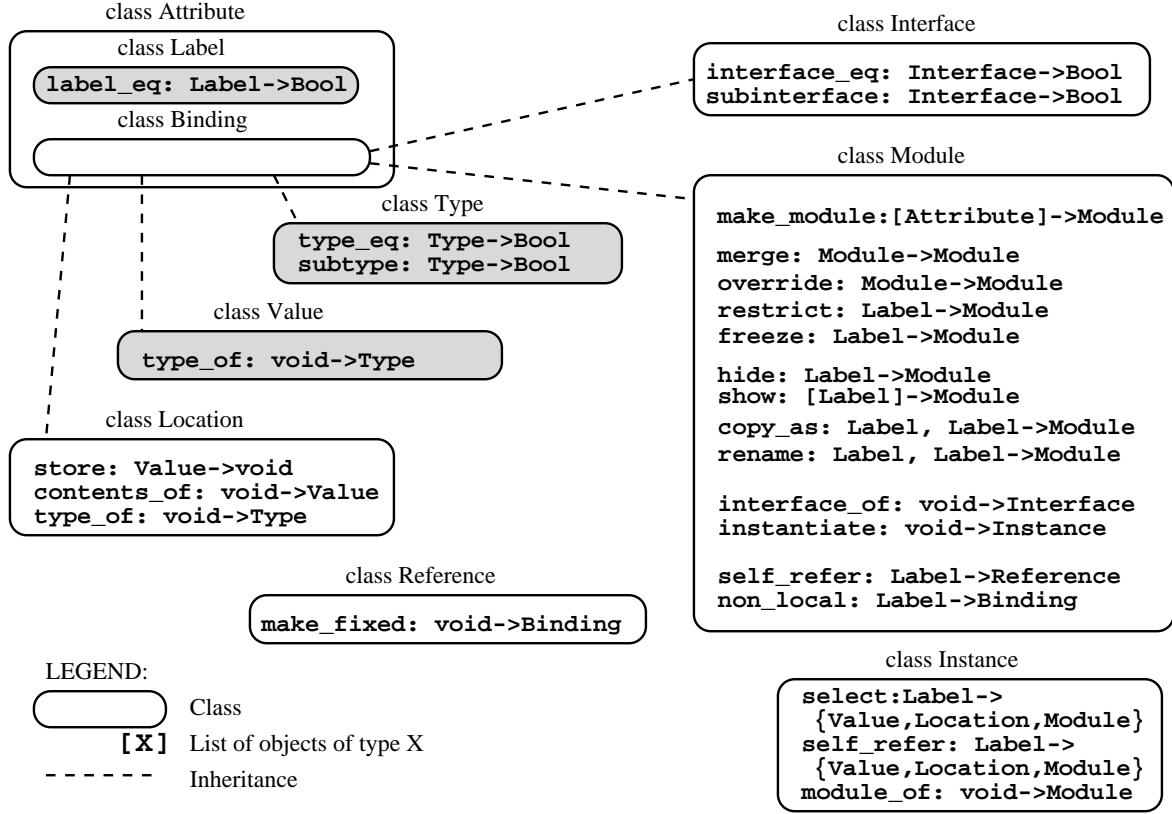 class Attribute
class Label
label_eq: Label->Bool
class Binding
class Interface
interface_eq: Interface->Bool
subinterface: Interface->Bool
class Type
type_eq: Type->Bool
subtype: Type->Bool
class Value
type_of: void->Type
class Location
store: Value->void
contents_of: void->Value
type_of: void->Type
class Module
make_module:[Attribute]->Module
merge: Module->Module
override: Module->Module
restrict: Label->Module
freeze: Label->Module
hide: Label->Module
show: [Label]->Module
copy_as: Label, Label->Module
rename: Label, Label->Module
interface_of: void->Interface
instantiate: void->Instance
self_refer: Label->Reference
non_local: Label->Binding
class Reference
make_fixed: void->Binding
class Instance
select:Label->
{Value,Location,Module}
self_refer: Label->
{Value,Location,Module}
module_of: void->Module
LEGEND:
Class
[X] List of objects of type X
Inheritance